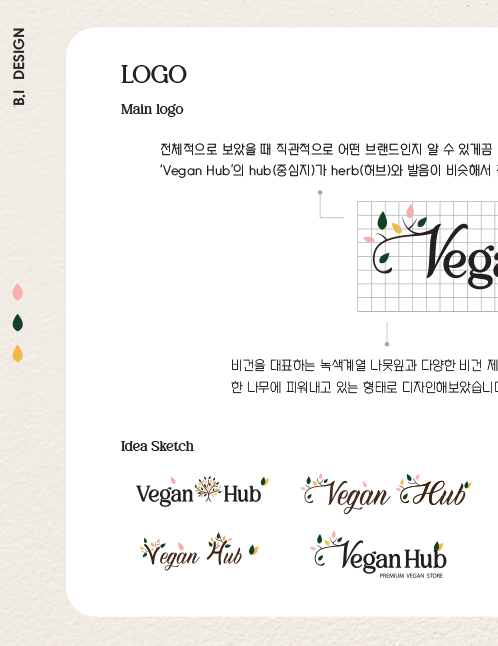 B.I DESIGN
LOGO
Main logo
전체적으로 보았을 때 직관적으로 어떤 브랜드인지 알 수 있게끔
'Vegan Hub'의 hub(중심지)가 herb(허브)와 발음이 비슷해서
Vega
비건을 대표하는 녹색계열 나뭇잎과 다양한 비건 제
한 나무에 피워내고 있는 형태로 디자인해보았습니다
Idea Sketch
Vegan Hub
Vegan Hub
Vegan Hub
Vegan Hub
PREMIUM VEGAN STORE